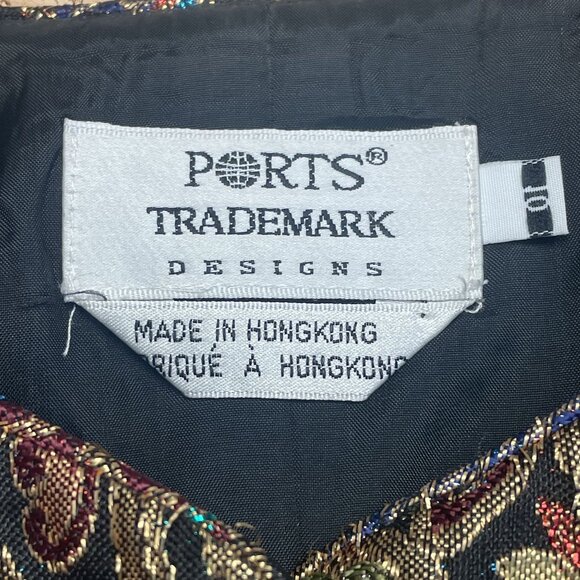 PORTS®
TRADEMARK
DESIGNS
10
MADE IN HONGKONG
À HONGKONG